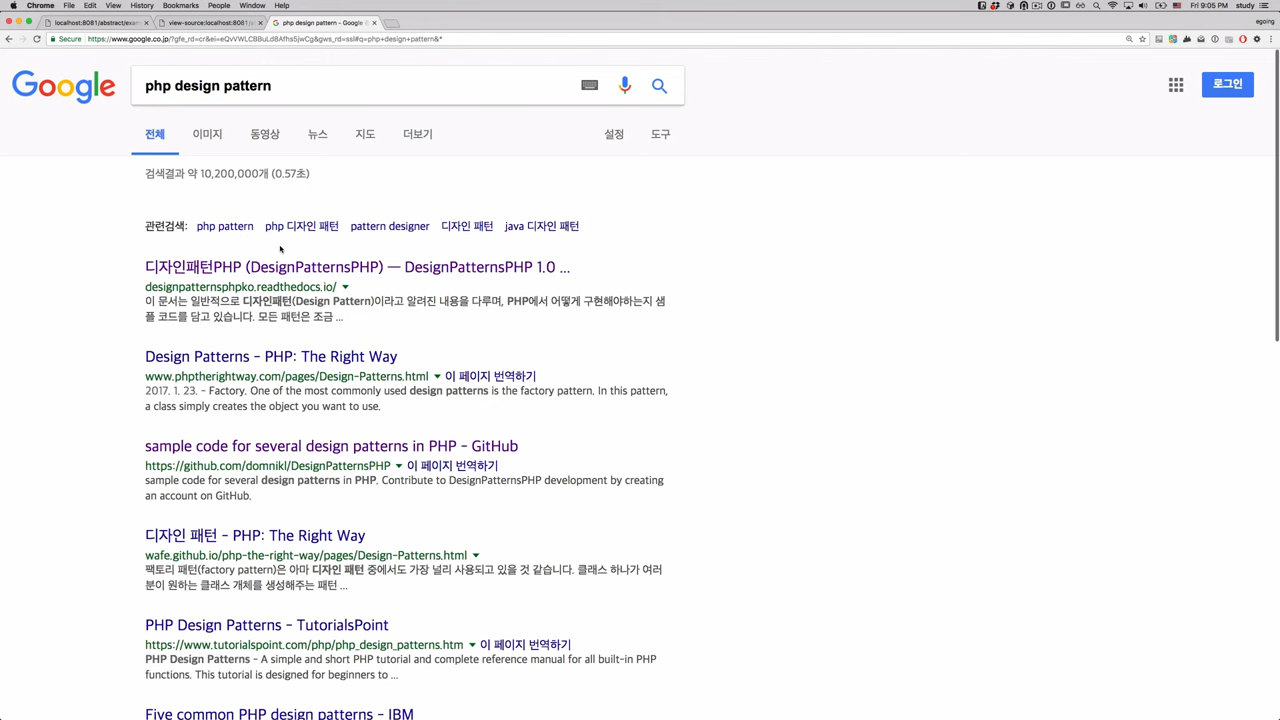 Chrome File Edit View History Bookmarks People Window Help Fri 9:05 PM study
localhost:8081/abstract/exam view-source:localhost:8081/a php design pattern - Google egoing
Secure https://www.google.co.jp/?gfe_rd=cr&ei=eQvVWLCBBuLd8Afhs5jwCg&gws_rd=ssl#q=php+design+pattern&*
Google php design pattern 로그인
전체 이미지 동영상 뉴스 지도 더보기 설정 도구
검색결과 약 10,200,000개 (0.57초)
관련검색: php pattern php 디자인 패턴 pattern designer 디자인 패턴 java 디자인 패턴
디자인패턴PHP (DesignPatternsPHP) — DesignPatternsPHP 1.0 ...
designpatternsphpko.readthedocs.io/
이 문서는 일반적으로 디자인패턴(Design Pattern)이라고 알려진 내용을 다루며, PHP에서 어떻게 구현해야하는지 샘
플 코드를 담고 있습니다. 모든 패턴은 조금 ...
Design Patterns - PHP: The Right Way
www.phptherightway.com/pages/Design-Patterns.html 이 페이지 번역하기
2017. 1. 23. - Factory. One of the most commonly used design patterns is the factory pattern. In this pattern,
a class simply creates the object you want to use.
sample code for several design patterns in PHP - GitHub
https://github.com/domnikl/DesignPatternsPHP 이 페이지 번역하기
sample code for several design patterns in PHP. Contribute to DesignPatternsPHP development by creating
an account on GitHub.
디자인 패턴 - PHP: The Right Way
wafe.github.io/php-the-right-way/pages/Design-Patterns.html
팩토리 패턴(factory pattern)은 아마 디자인 패턴 중에서도 가장 널리 사용되고 있을 것 같습니다. 클래스 하나가 여러
분이 원하는 클래스 개체를 생성해주는 패턴 ...
PHP Design Patterns - TutorialsPoint
https://www.tutorialspoint.com/php/php_design_patterns.htm 이 페이지 번역하기
PHP Design Patterns - A simple and short PHP tutorial and complete reference manual for all built-in PHP
functions. This tutorial is designed for beginners to ...
Five common PHP design patterns - IBM